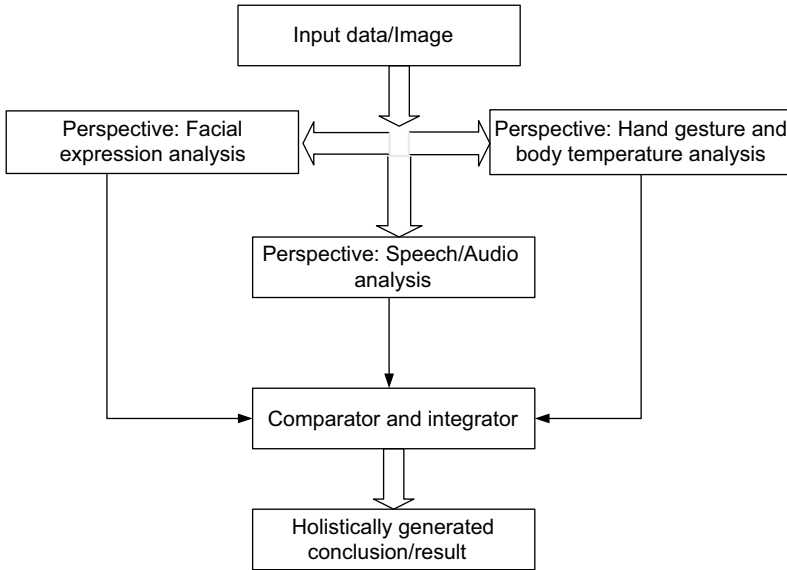 Input data/Image
Perspective: Facial
expression analysis
Perspective: Hand gesture and
body temperature analysis
Perspective: Speech/Audio
analysis
Comparator and integrator
Holistically generated
conclusion/result